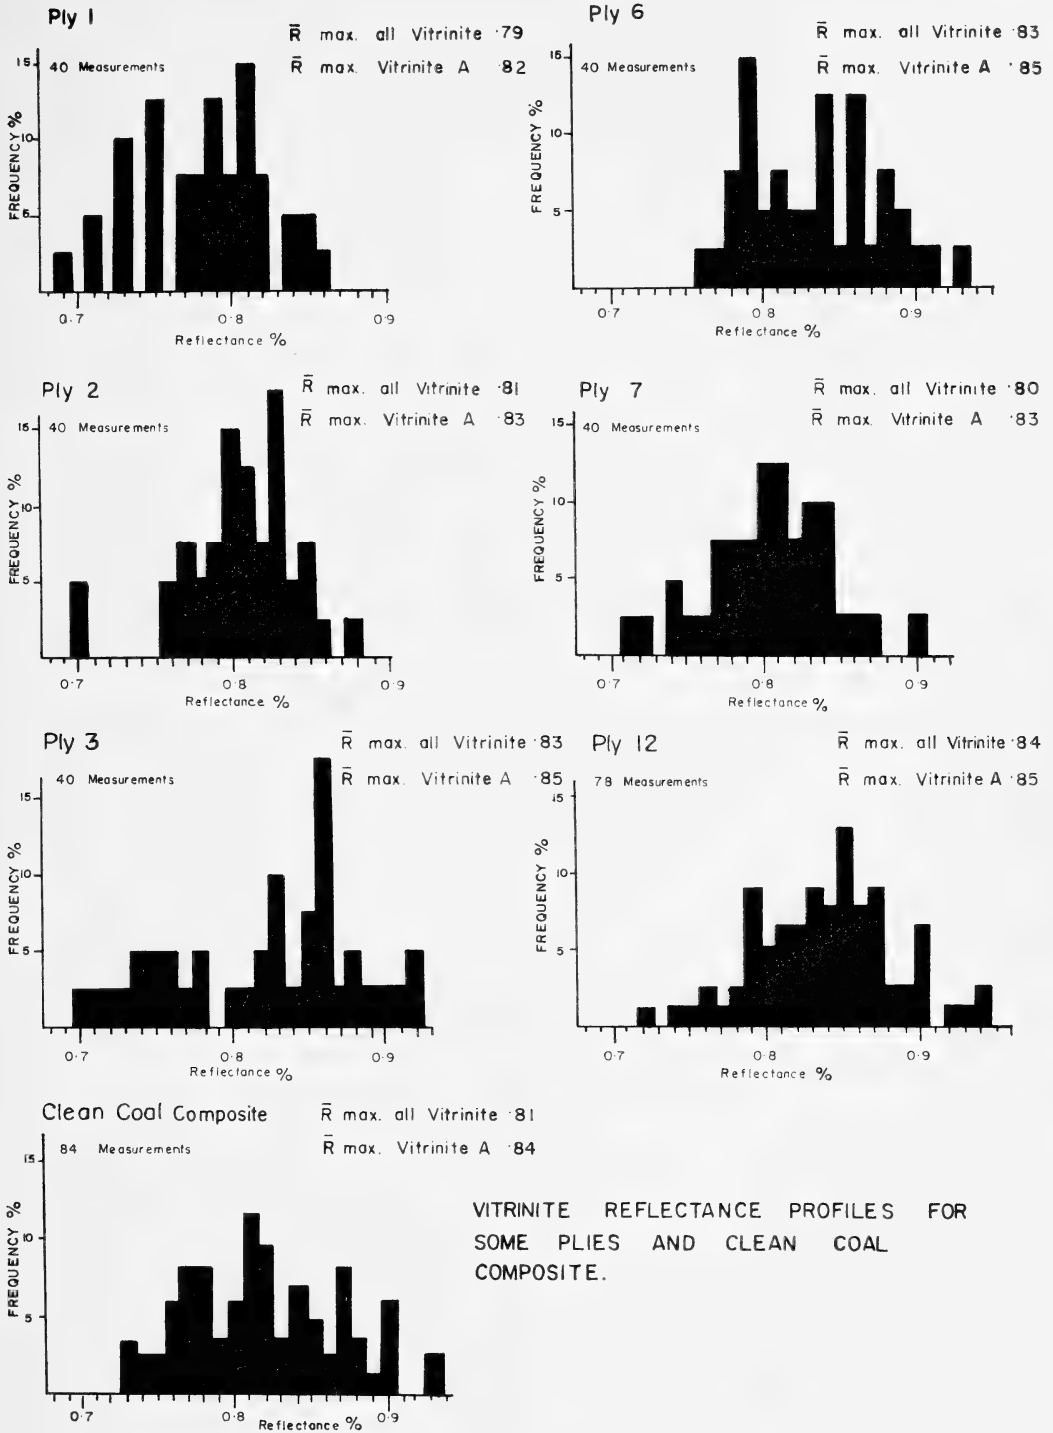 Ply 1
R̄ max. all Vitrinite ·79
40 Measurements
R̄ max. Vitrinite A ·82
FREQUENCY %
15
10
5
0.7
0·8
0·9
Reflectance %
Ply 6
R̄ max. all Vitrinite ·83
40 Measurements
R̄ max. Vitrinite A ·85
FREQUENCY %
15
10
5
0·7
0·8
0·9
Reflectance %
Ply 2
R̄ max. all Vitrinite ·81
40 Measurements
R̄ max. Vitrinite A ·83
FREQUENCY %
15
10
5
0·7
0·8
0·9
Reflectance %
Ply 7
R̄ max. all Vitrinite ·80
40 Measurements
R̄ max. Vitrinite A ·83
FREQUENCY %
15
10
5
0·7
0·8
0·9
Reflectance %
Ply 3
R̄ max. all Vitrinite ·83
40 Measurements
R̄ max. Vitrinite A ·85
FREQUENCY %
15
10
5
0·7
0·8
0·9
Reflectance %
Ply 12
R̄ max. all Vitrinite ·84
78 Measurements
R̄ max. Vitrinite A ·85
FREQUENCY %
15
10
5
0·7
0·8
0·9
Reflectance %
Clean Coal Composite
R̄ max. all Vitrinite ·81
84 Measurements
R̄ max. Vitrinite A ·84
FREQUENCY %
15
10
5
0·7
0·8
0·9
Reflectance %
VITRINITE REFLECTANCE PROFILES FOR
SOME PLIES AND CLEAN COAL
COMPOSITE.